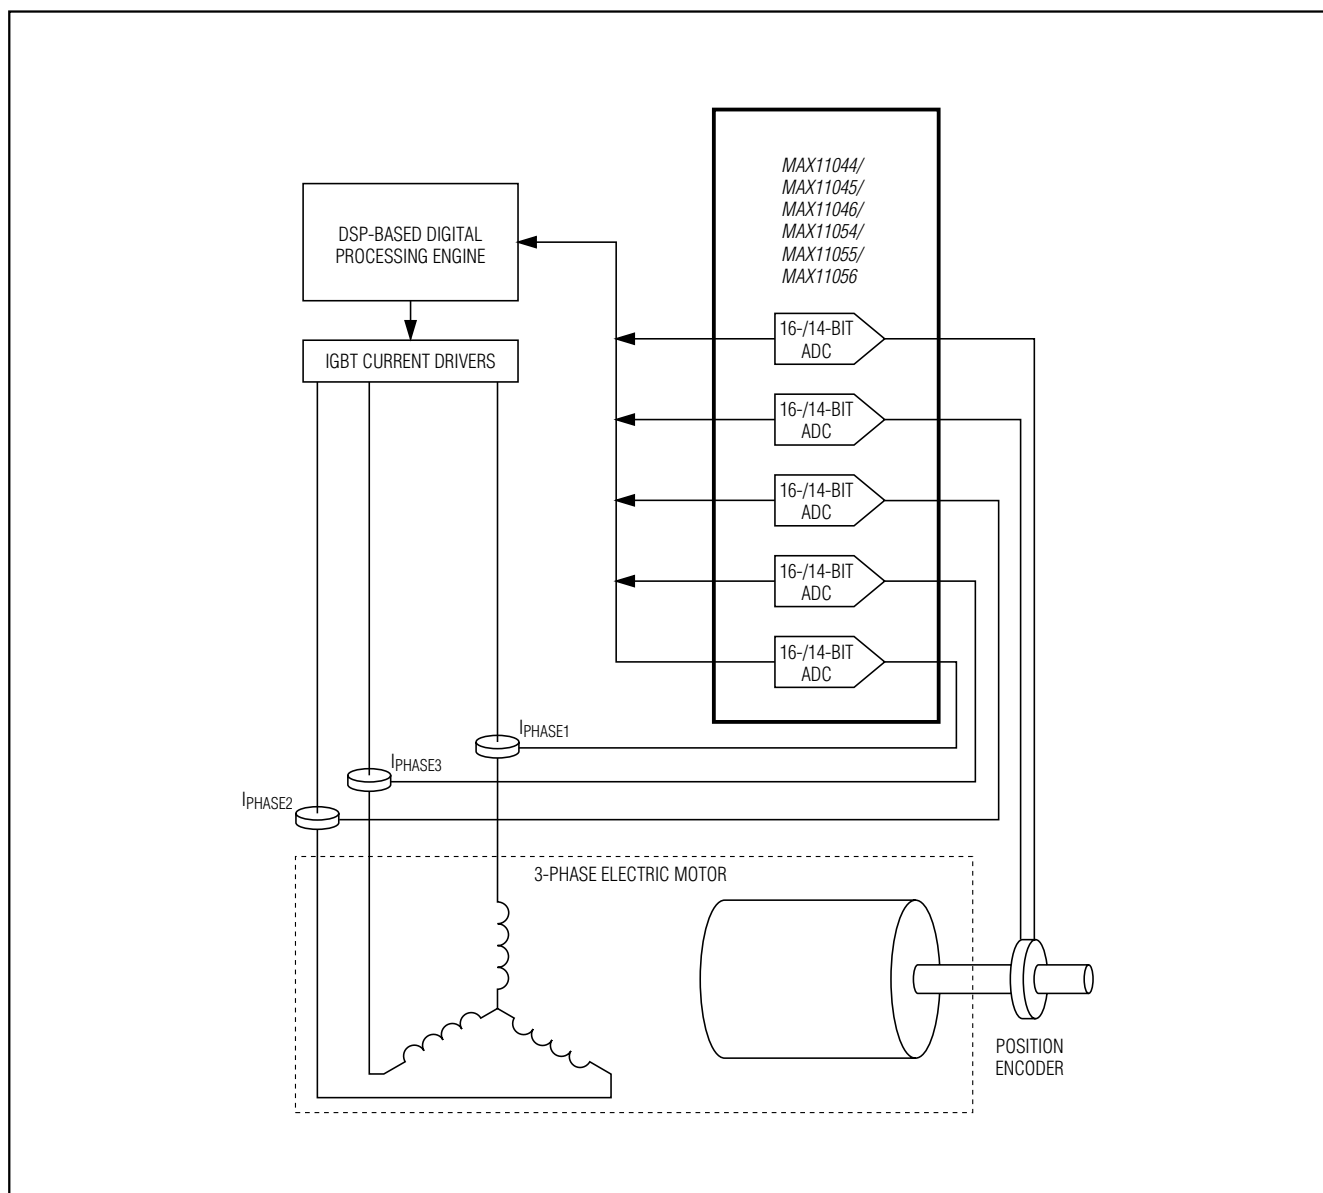 MAX11044/
MAX11045/
MAX11046/
MAX11054/
MAX11055/
MAX11056
DSP-BASED DIGITAL
PROCESSING ENGINE
IGBT CURRENT DRIVERS
16-/14-BIT
ADC
16-/14-BIT
ADC
16-/14-BIT
ADC
16-/14-BIT
ADC
16-/14-BIT
ADC
IPHASE1
IPHASE3
IPHASE2
3-PHASE ELECTRIC MOTOR
POSITION
ENCODER